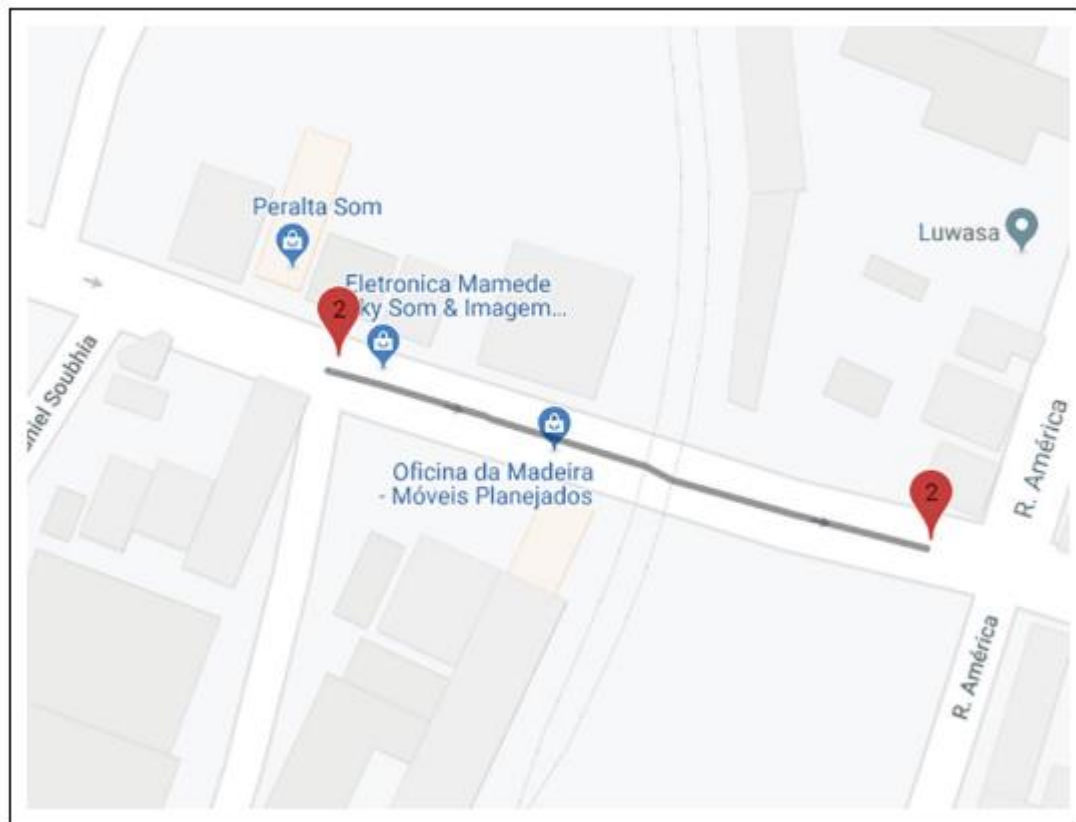 Peralta Som
Luwasa
Eletronica Mamede
ky Som & Imagem...
2
Oficina da Madeira
- Móveis Planejados
2
R. América
R. América
niel Soubhia